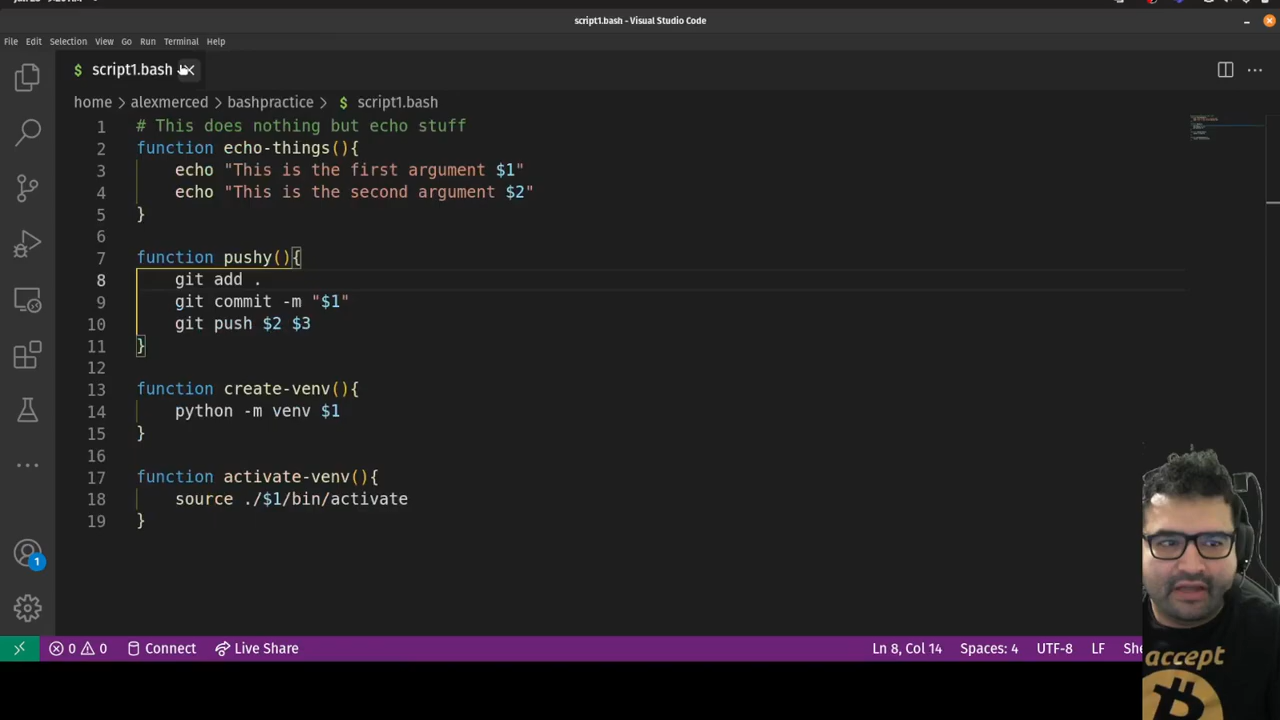 script1.bash - Visual Studio Code
File Edit Selection View Go Run Terminal Help
$ script1.bash
home > alexmerced > bashpractice > $ script1.bash
1 # This does nothing but echo stuff
2 function echo-things(){
3 echo "This is the first argument $1"
4 echo "This is the second argument $2"
5 }
6
7 function pushy(){
8 git add .
9 git commit -m "$1"
10 git push $2 $3
11 }
12
13 function create-venv(){
14 python -m venv $1
15 }
16
17 function activate-venv(){
18 source ./$1/bin/activate
19 }
1
0 0 Connect Live Share Ln 8, Col 14 Spaces: 4 UTF-8 LF She
accept